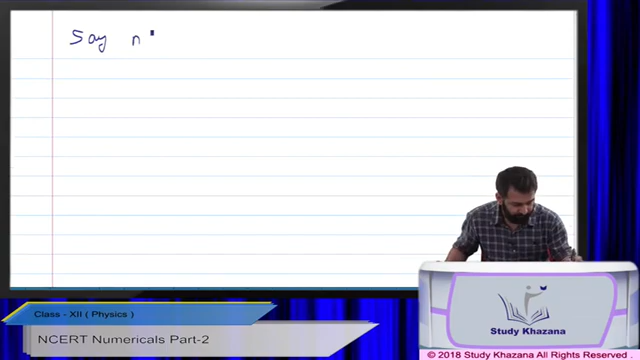 Say n
Study Khazana
Class - XII ( Physics )
NCERT Numericals Part-2
© 2018 Study Khazana All Rights Reserved .